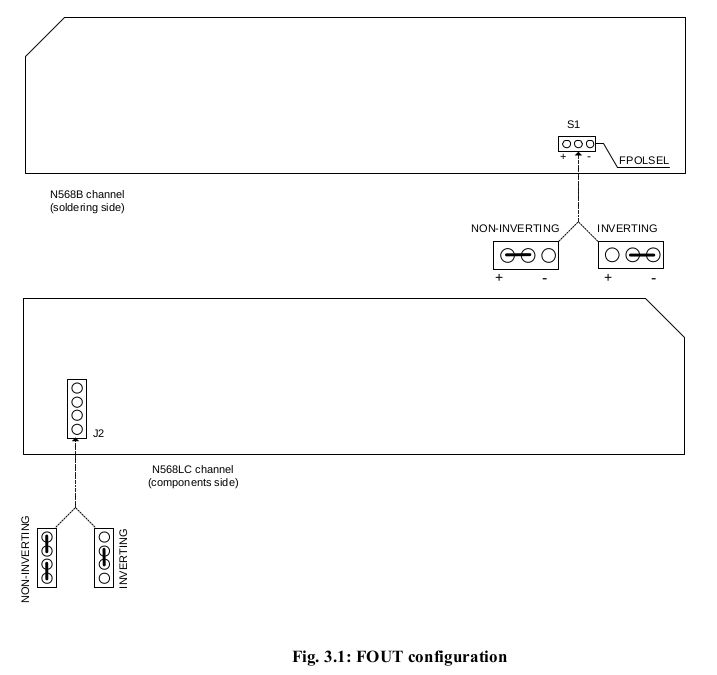 S1
+ -
FPOLSEL
N568B channel
(soldering side)
NON-INVERTING
INVERTING
+ -
+ -
J2
N568LC channel
(components side)
NON-INVERTING
INVERTING
Fig. 3.1: FOUT configuration